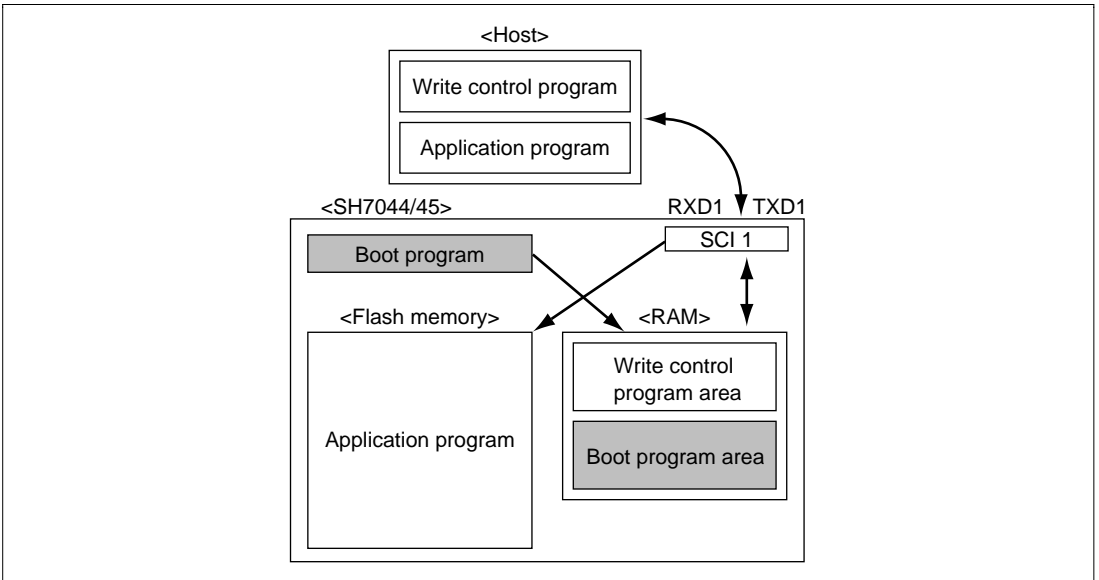 <Host>
Write control program
Application program
<SH7044/45>
RXD1
TXD1
SCI 1
Boot program
<Flash memory>
<RAM>
Write control
program area
Application program
Boot program area